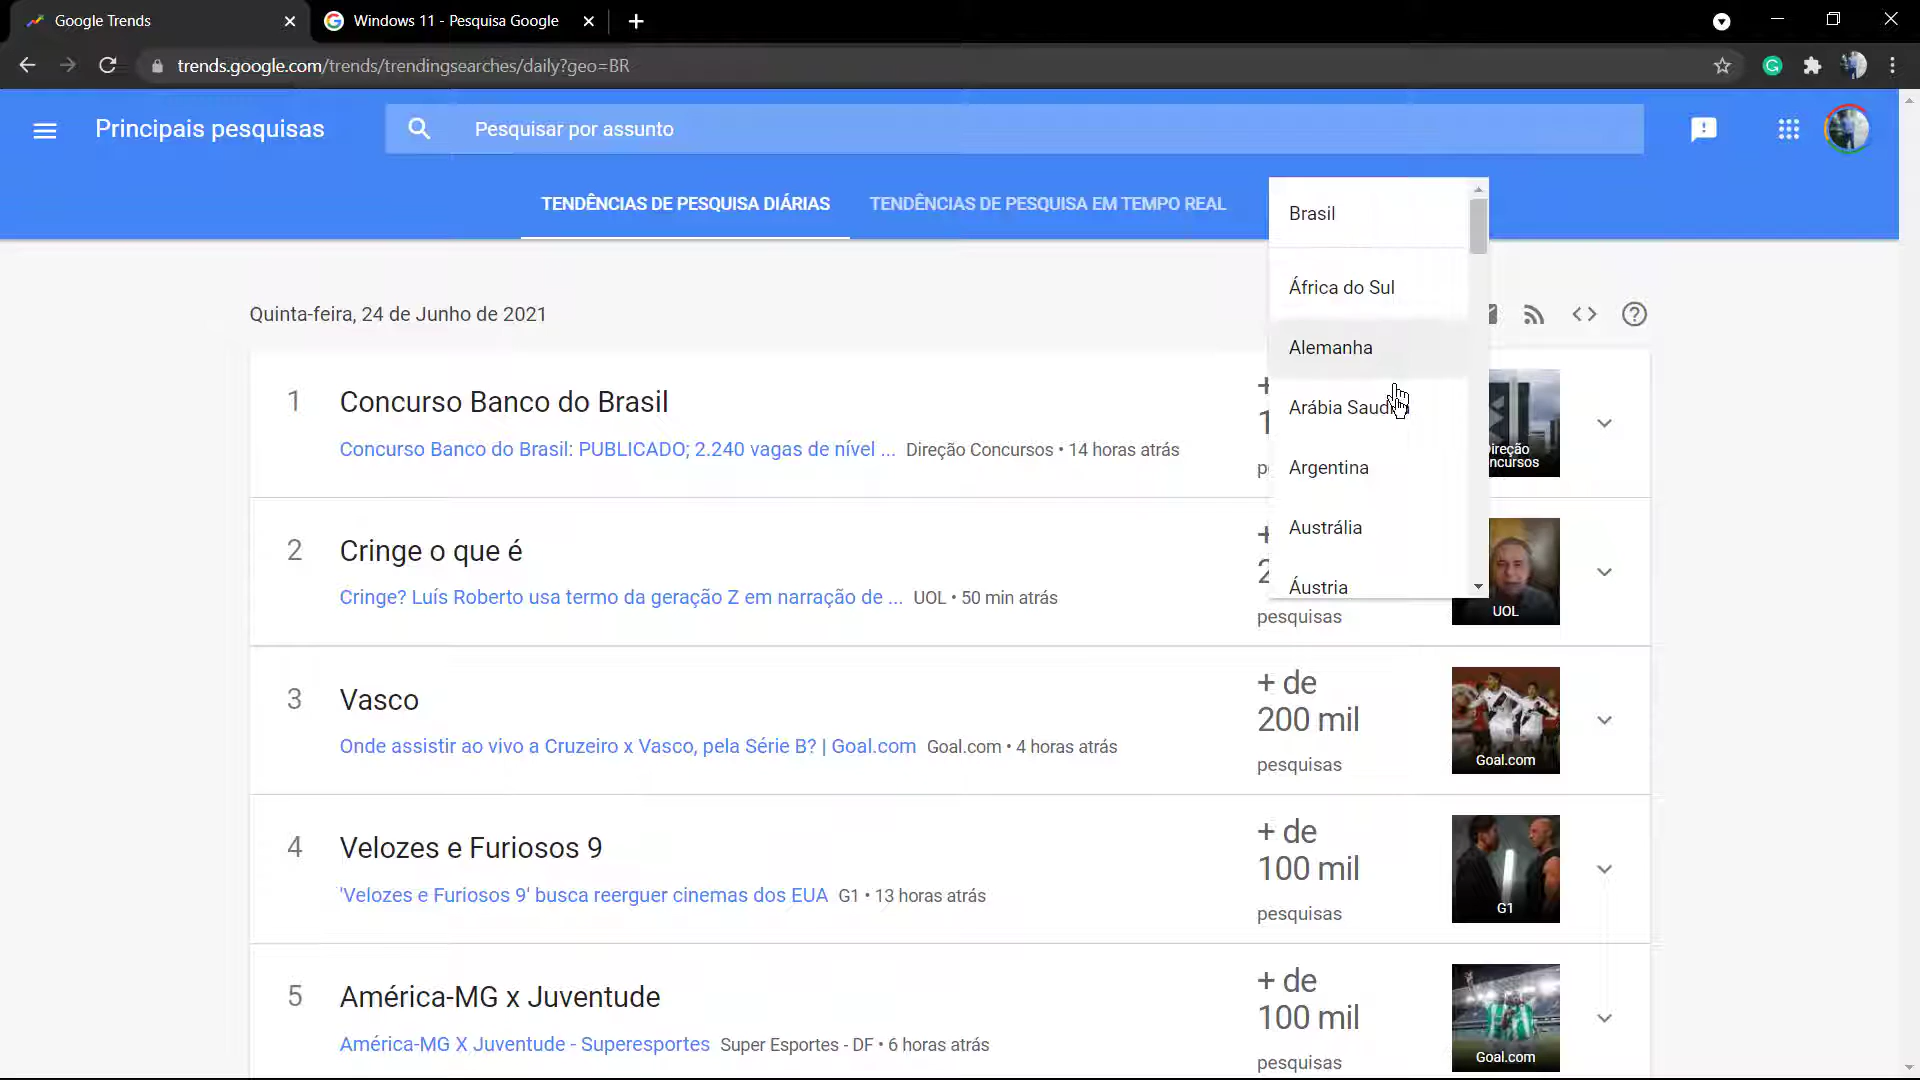 Google Trends
Windows 11 - Pesquisa Google
trends.google.com/trends/trendingsearches/daily?geo=BR
Principais pesquisas
Pesquisar por assunto
TENDÊNCIAS DE PESQUISA DIÁRIAS
TENDÊNCIAS DE PESQUISA EM TEMPO REAL
Brasil
África do Sul
Alemanha
Arábia
Argentina
Austrália
Áustria
Quinta-feira, 24 de Junho de 2021
1
Concurso Banco do Brasil
Concurso Banco do Brasil: PUBLICADO; 2.240 vagas de nível ... Direção Concursos • 14 horas atrás
2
Cringe o que é
Cringe? Luís Roberto usa termo da geração Z em narração de ... UOL • 50 min atrás
pesquisas
UOL
3
Vasco
Onde assistir ao vivo a Cruzeiro x Vasco, pela Série B? | Goal.com Goal.com • 4 horas atrás
+ de
200 mil
pesquisas
Goal.com
4
Velozes e Furiosos 9
'Velozes e Furiosos 9' busca reerguer cinemas dos EUA G1 • 13 horas atrás
+ de
100 mil
pesquisas
G1
5
América-MG x Juventude
América-MG X Juventude - Superesportes Super Esportes - DF • 6 horas atrás
+ de
100 mil
pesquisas
Goal.com